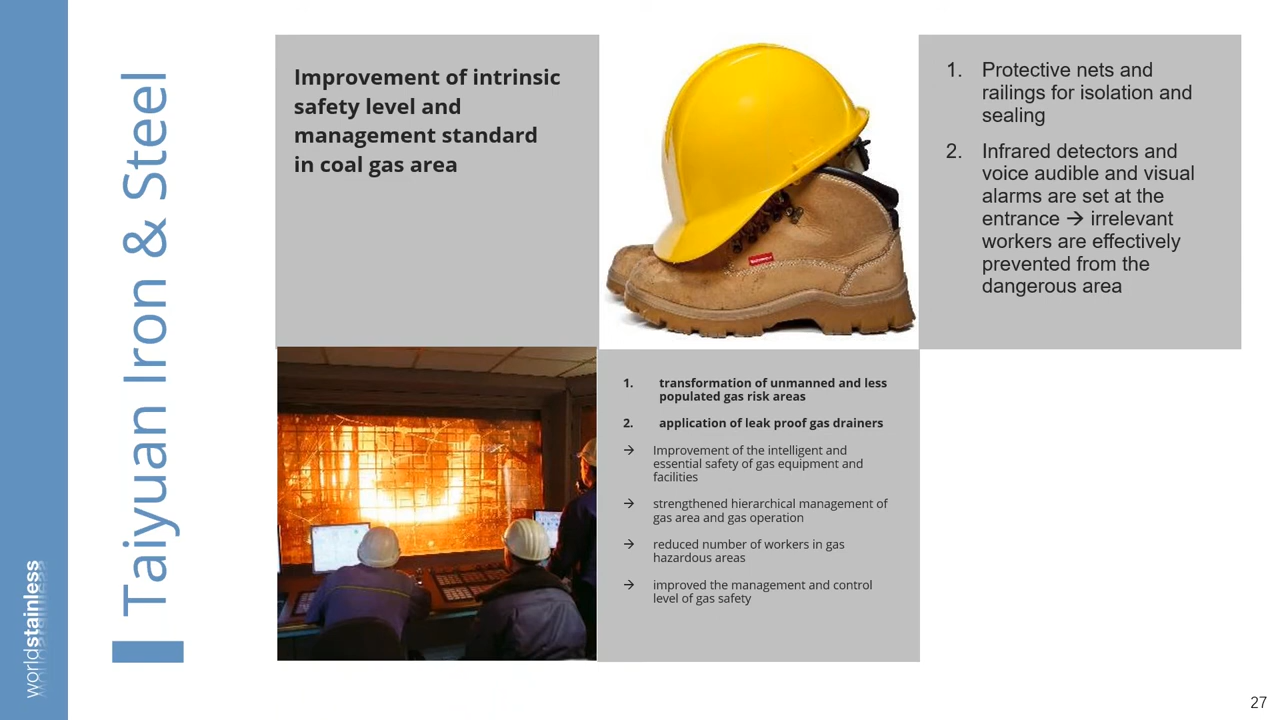 Taiyuan Iron & Steel
worldstainless
Improvement of intrinsic
safety level and
management standard
in coal gas area
1. Protective nets and
railings for isolation and
sealing
2. Infrared detectors and
voice audible and visual
alarms are set at the
entrance → irrelevant
workers are effectively
prevented from the
dangerous area
1. transformation of unmanned and less
populated gas risk areas
2. application of leak proof gas drainers
→ Improvement of the intelligent and
essential safety of gas equipment and
facilities
→ strengthened hierarchical management of
gas area and gas operation
→ reduced number of workers in gas
hazardous areas
→ improved the management and control
level of gas safety
27